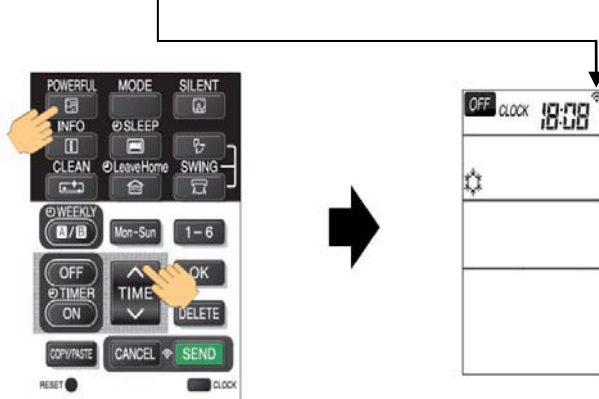 POWERFUL MODE SILENT
INFO SLEEP
CLEAN LeaveHome SWING
WEEKLY
A/B Mon-Sun 1-6
OFF OK
TIMER TIME
ON DELETE
COPY/PASTE CANCEL SEND
RESET CLOCK
OFF CLOCK 18:08